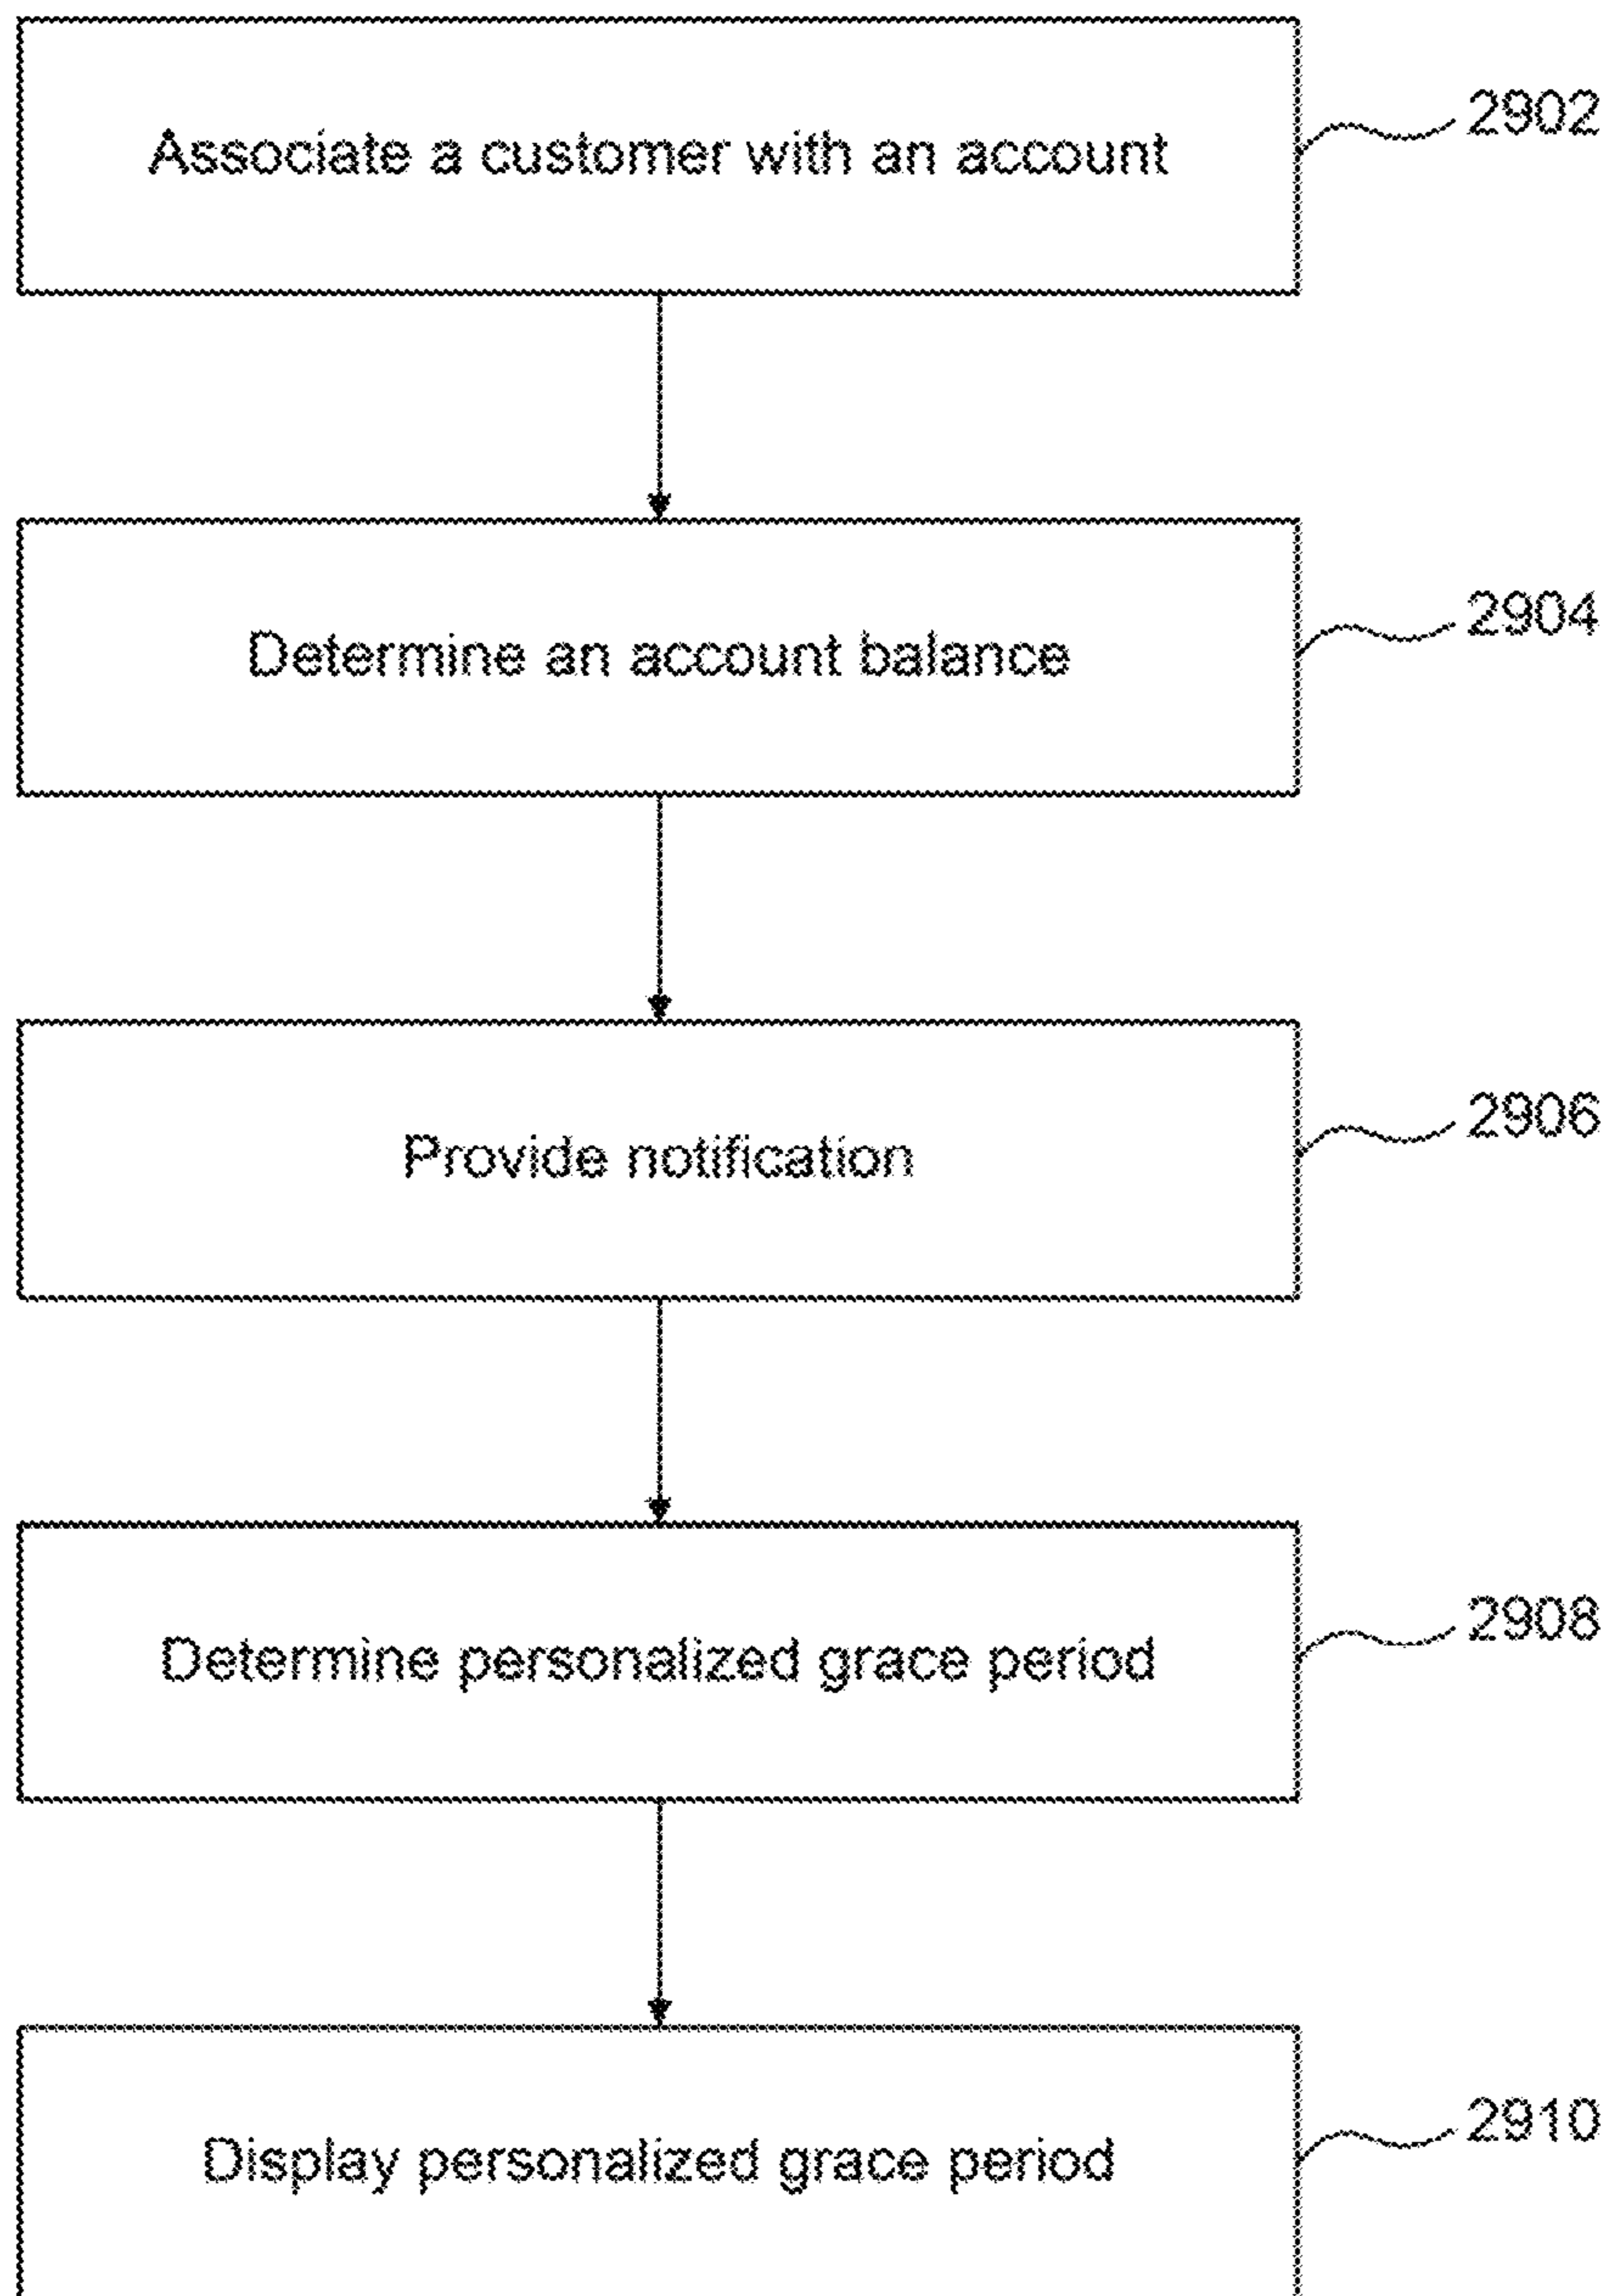 Associate a customer with an account
2902
Determine an account balance
2904
Provide notification
2906
Determine personalized grace period
2908
Display personalized grace period
2910